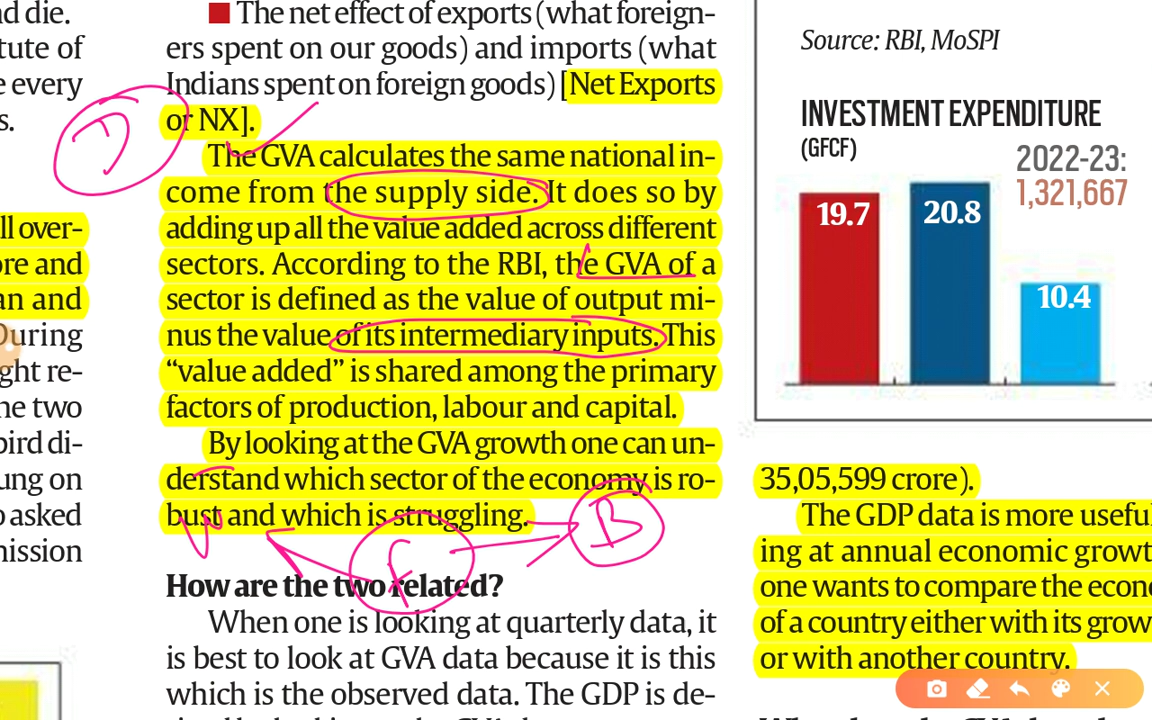 nd die.
tute of
e every
s.
ll over-
ore and
an and
During
ght re-
he two
bird di-
ung on
o asked
mission
■ The net effect of exports (what foreign-
ers spent on our goods) and imports (what
Indians spent on foreign goods) [Net Exports
or NX].
The GVA calculates the same national in-
come from the supply side. It does so by
adding up all the value added across different
sectors. According to the RBI, the GVA of a
sector is defined as the value of output mi-
nus the value of its intermediary inputs. This
“value added” is shared among the primary
factors of production, labour and capital.
By looking at the GVA growth one can un-
derstand which sector of the economy is ro-
bust and which is struggling.
B
F
How are the two related?
When one is looking at quarterly data, it
is best to look at GVA data because it is this
which is the observed data. The GDP is de-
Source: RBI, MoSPI
INVESTMENT EXPENDITURE
(GFCF)
2022-23:
1,321,667
19.7
20.8
10.4
35,05,599 crore).
The GDP data is more useful
ing at annual economic growt
one wants to compare the econo
of a country either with its grow
or with another country.